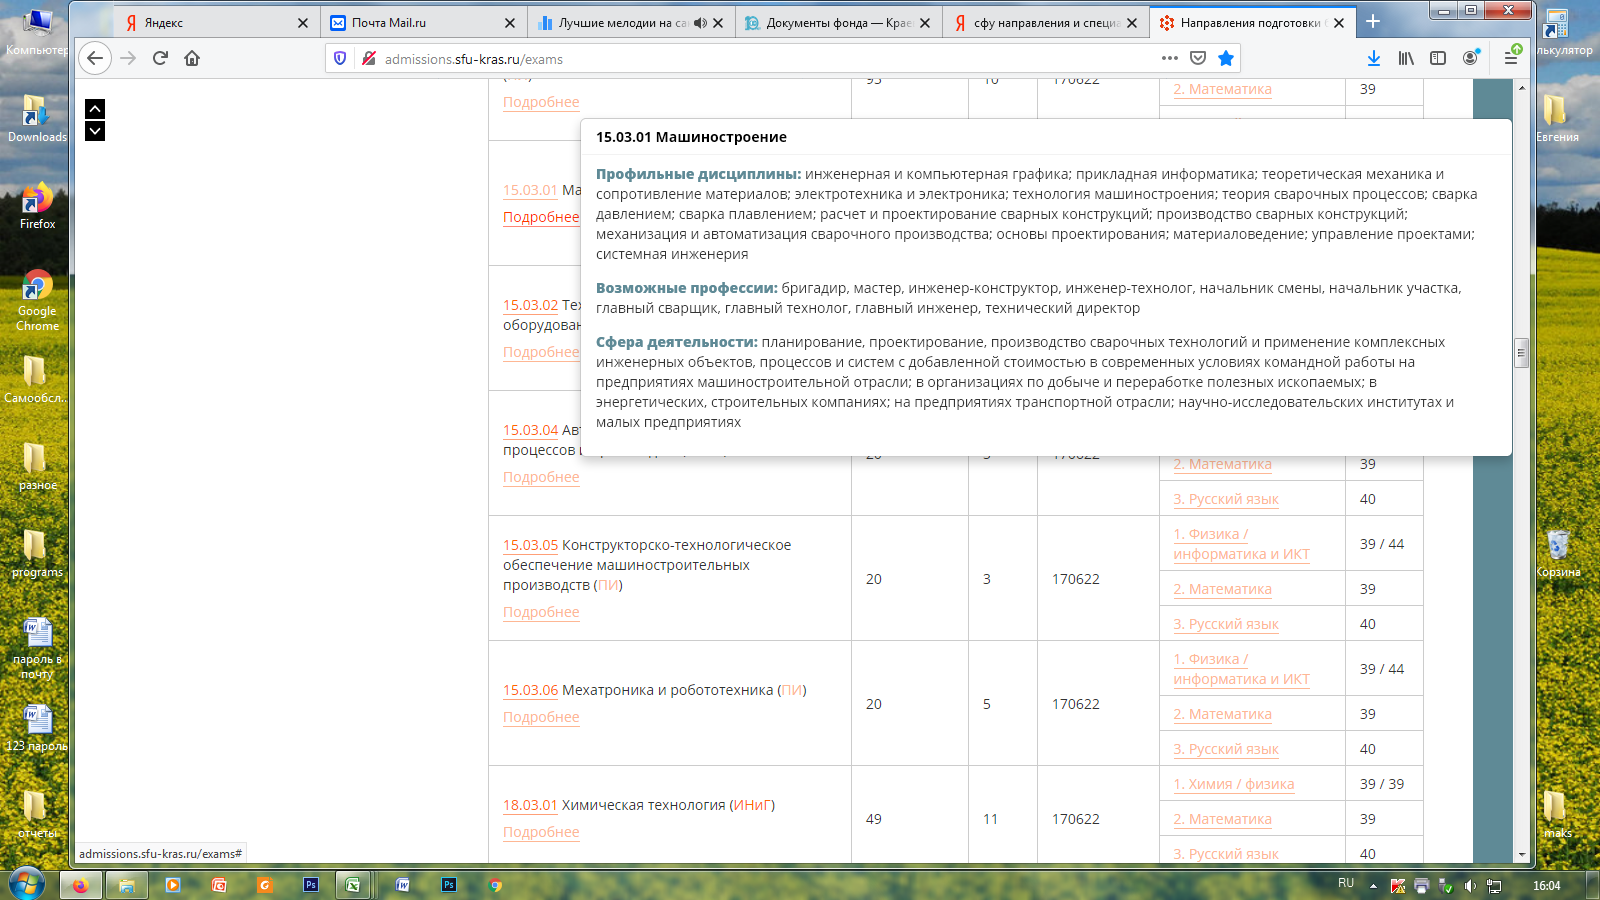 Яндекс
Почта Mail.ru
Лучшие мелодии на са
Документы фонда — Крае
сфу направления и специа
Направления подготовки б
admissions.sfu-kras.ru/exams
Компьютер
Downloads
Firefox
Google
Chrome
Самообсл...
разное
programs
пароль в
почту
123 пароль
отчеты
лькулятор
Евгения
Корзина
maks
Подробнее
93
10
170622
2. Математика
39
15.03.01 Ма
Подробнее
15.03.01 Машиностроение
Профильные дисциплины: инженерная и компьютерная графика; прикладная информатика; теоретическая механика и
сопротивление материалов; электротехника и электроника; технология машиностроения; теория сварочных процессов; сварка
давлением; сварка плавлением; расчет и проектирование сварных конструкций; производство сварных конструкций;
механизация и автоматизация сварочного производства; основы проектирования; материаловедение; управление проектами;
системная инженерия
Возможные профессии: бригадир, мастер, инженер-конструктор, инженер-технолог, начальник смены, начальник участка,
главный сварщик, главный технолог, главный инженер, технический директор
Сфера деятельности: планирование, проектирование, производство сварочных технологий и применение комплексных
инженерных объектов, процессов и систем с добавленной стоимостью в современных условиях командной работы на
предприятиях машиностроительной отрасли; в организациях по добыче и переработке полезных ископаемых; в
энергетических, строительных компаниях; на предприятиях транспортной отрасли; научно-исследовательских институтах и
малых предприятиях
15.03.02 Тех
оборудован
Подробнее
15.03.04 Ав
процессов
Подробнее
20
170622
2. Математика
39
3. Русский язык
40
15.03.05 Конструкторско-технологическое
обеспечение машиностроительных
производств (ПИ)
Подробнее
20
3
170622
1. Физика /
информатика и ИКТ
39 / 44
2. Математика
39
3. Русский язык
40
15.03.06 Мехатроника и робототехника (ПИ)
Подробнее
20
5
170622
1. Физика /
информатика и ИКТ
39 / 44
2. Математика
39
3. Русский язык
40
18.03.01 Химическая технология (ИНиГ)
Подробнее
49
11
170622
1. Химия / физика
39 / 39
2. Математика
39
3. Русский язык
40
admissions.sfu-kras.ru/exams#
RU
16:04